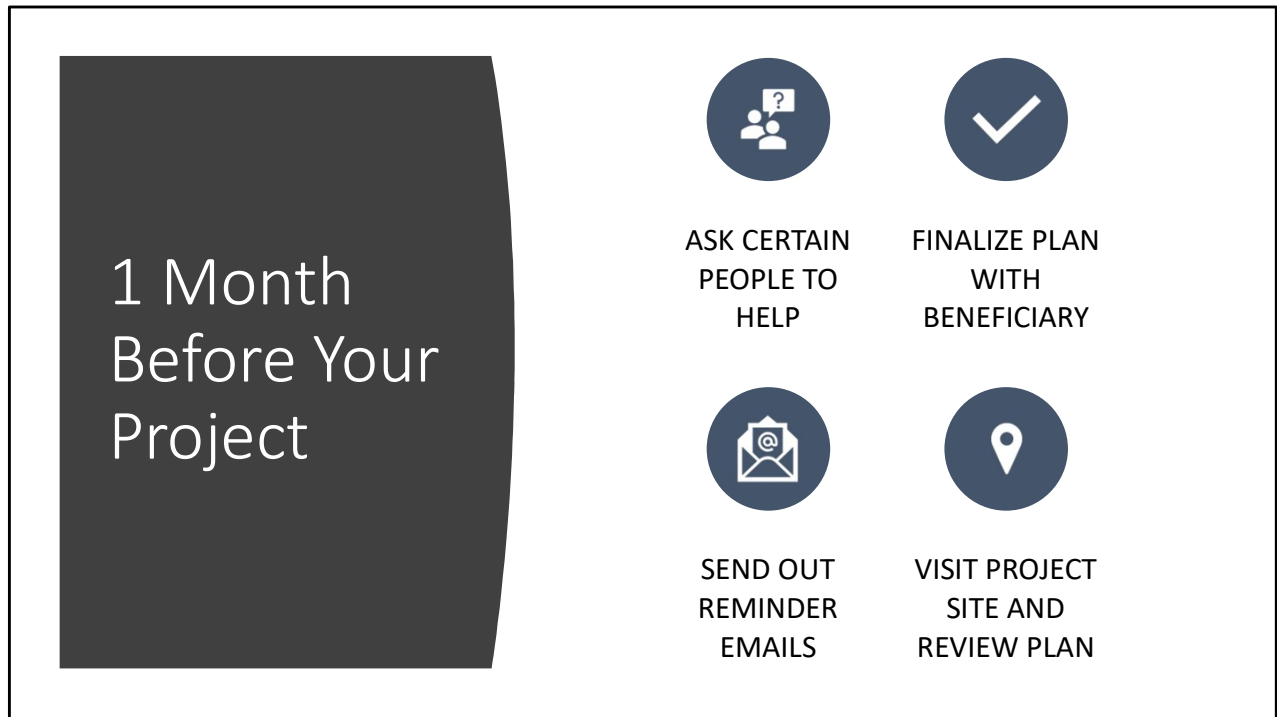 1 Month
Before Your
Project
?
ASK CERTAIN
PEOPLE TO
HELP
FINALIZE PLAN
WITH
BENEFICIARY
@
SEND OUT
REMINDER
EMAILS
VISIT PROJECT
SITE AND
REVIEW PLAN